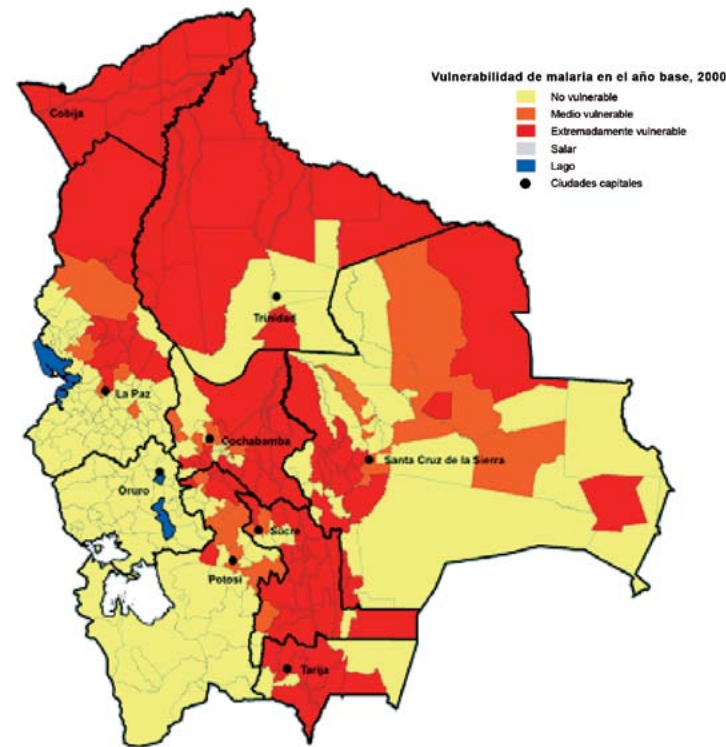 Vulnerabilidad de malaria en el año base, 2000
No vulnerable
Medio vulnerable
Extremadamente vulnerable
Salar
Lago
Ciudades capitales
Cobija
Trinidad
La Paz
Cochabamba
Santa Cruz de la Sierra
Oruro
Sucre
Potosí
Tarija